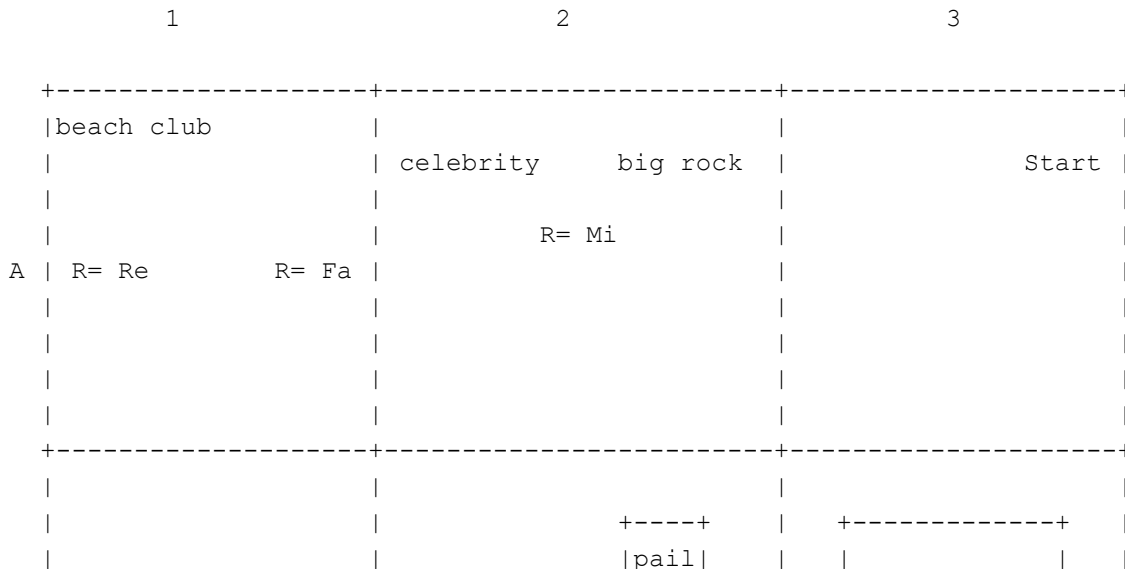 1 2 3
+--------------------+-------------------------+---------------------+
|beach club | | |
| | celebrity big rock | Start |
| | | |
| | R= Mi | |
A | R= Re R= Fa | | |
| | | |
| | | |
| | | |
| | | |
+--------------------+-------------------------+---------------------+
| | | |
| | +----+ | +-------------+ |
| | |pail| | | | |